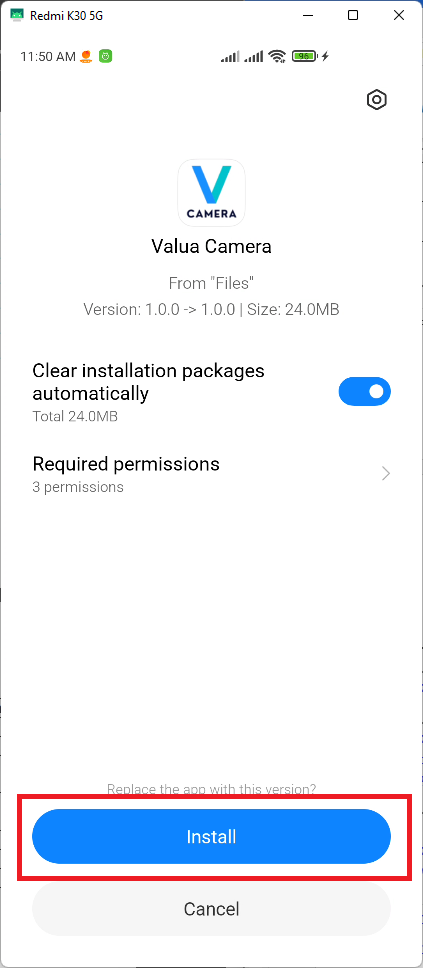 Redmi K30 5G
11:50 AM
96
V
CAMERA
Valua Camera
From "Files"
Version: 1.0.0 -> 1.0.0 | Size: 24.0MB
Clear installation packages
automatically
Total 24.0MB
Required permissions
3 permissions
Replace the app with this version?
Install
Cancel